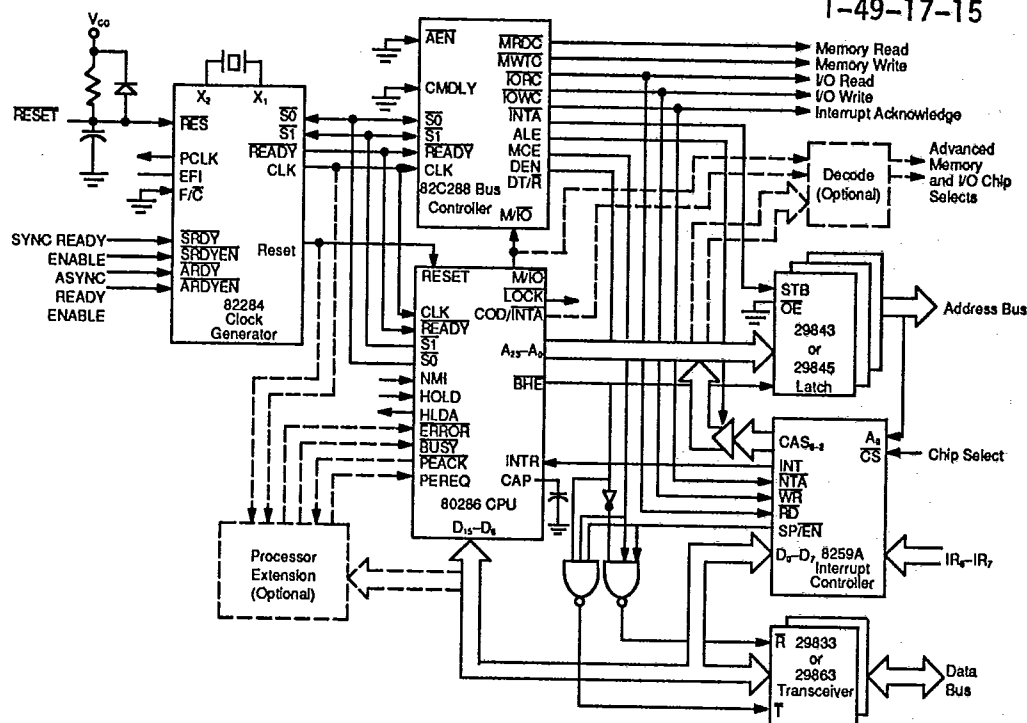 T-49-17-15
V_CO
RESET
X₂ X₁
RES
PCLK
EFI
F/C
SRDY
SRDYEN
ARDY
ARDYEN
S0
S1
READY
CLK
Reset
82284
Clock
Generator
SYNC READY
ENABLE
ASYNC
READY
ENABLE
AEN
CMDLY
S0
S1
READY
CLK
82C288 Bus
Controller
MRDC
MWTC
IORC
IOWC
INTA
ALE
MCE
DEN
DT/R
M/IO
Memory Read
Memory Write
I/O Read
I/O Write
Interrupt Acknowledge
Decode
(Optional)
Advanced
Memory
and I/O Chip
Selects
RESET
M/IO
LOCK
COD/INTA
CLK
READY
S1
S0
A₂₃–A₀
BHE
NMI
HOLD
HLDA
ERROR
BUSY
PEACK
PEREQ
INTR
CAP
80286 CPU
D₁₅–D₀
STB
OE
29843
or
29845
Latch
Address Bus
CAS₀₋₂
A₀
CS
INT
NTA
WR
RD
SP/EN
D₀–D₇ 8259A
Interrupt
Controller
Chip Select
IR₀–IR₇
Processor
Extension
(Optional)
R 29833
or
29863
Transceiver
T
Data
Bus